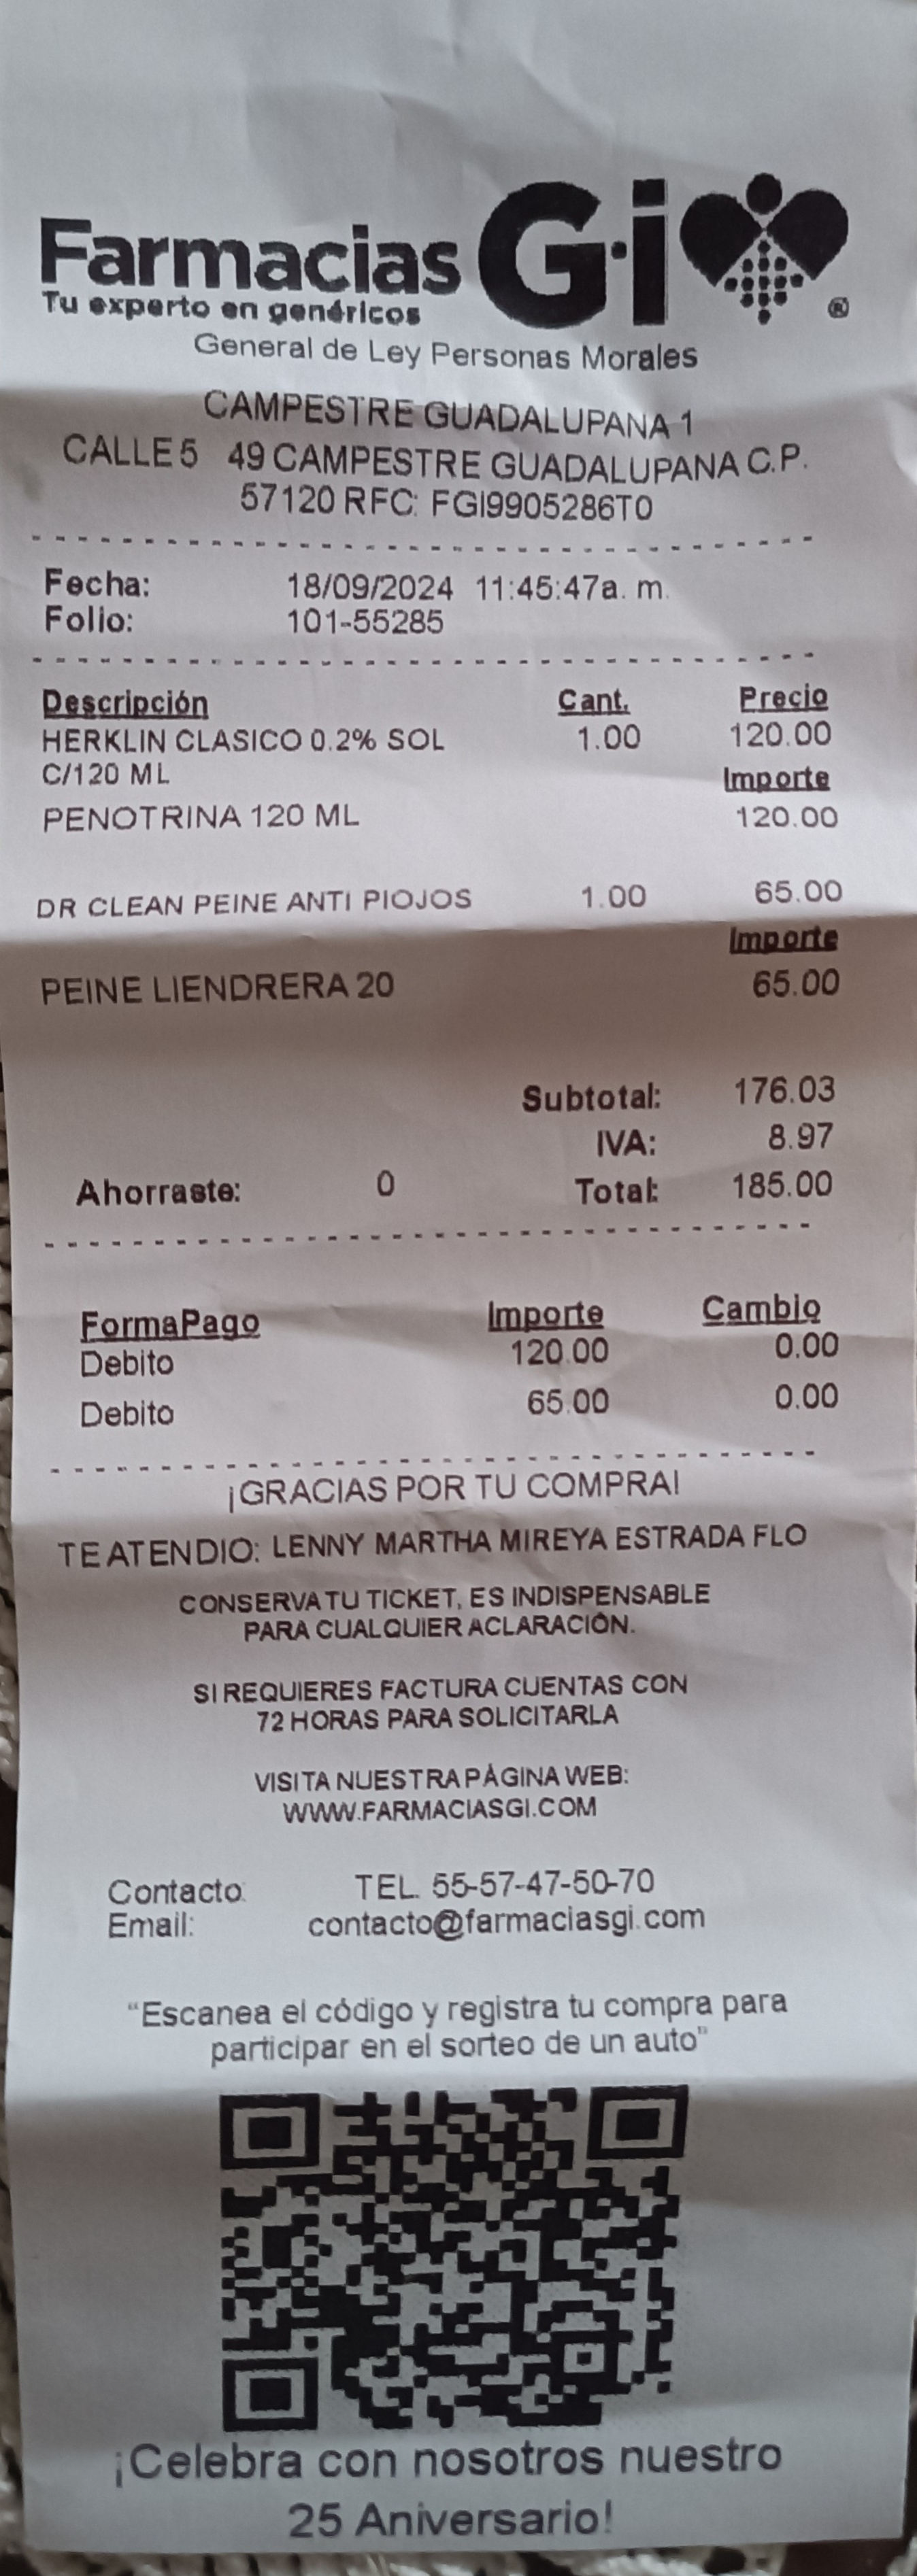 Farmacias Gi ®
Tu experto en genéricos
General de Ley Personas Morales
CAMPESTRE GUADALUPANA 1
CALLE 5 49 CAMPESTRE GUADALUPANA C.P.
57120 RFC: FGI9905286T0
Fecha: 18/09/2024 11:45:47a. m.
Folio: 101-55285
Descripción Cant. Precio
HERKLIN CLASICO 0.2% SOL 1.00 120.00
C/120 ML Importe
PENOTRINA 120 ML 120.00
DR CLEAN PEINE ANTI PIOJOS 1.00 65.00
Importe
PEINE LIENDRERA 20 65.00
Subtotal: 176.03
IVA: 8.97
Ahorraste: 0 Total: 185.00
FormaPago Importe Cambio
Debito 120.00 0.00
Debito 65.00 0.00
¡GRACIAS POR TU COMPRA!
TE ATENDIO: LENNY MARTHA MIREYA ESTRADA FLO
CONSERVA TU TICKET, ES INDISPENSABLE
PARA CUALQUIER ACLARACIÓN.
SI REQUIERES FACTURA CUENTAS CON
72 HORAS PARA SOLICITARLA
VISITA NUESTRA PÁGINA WEB:
WWW.FARMACIASGI.COM
Contacto: TEL. 55-57-47-50-70
Email: contacto@farmaciasgi.com
“Escanea el código y registra tu compra para
participar en el sorteo de un auto”
¡Celebra con nosotros nuestro
25 Aniversario!